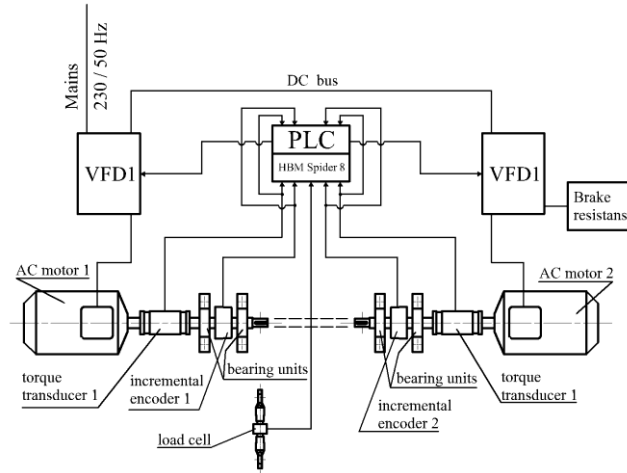 Mains
230 / 50 Hz
DC bus
PLC
HBM Spider 8
VFD1
VFD1
Brake
resistans
AC motor 1
AC motor 2
torque
transducer 1
incremental
encoder 1
bearing units
load cell
bearing units
incremental
encoder 2
torque
transducer 1